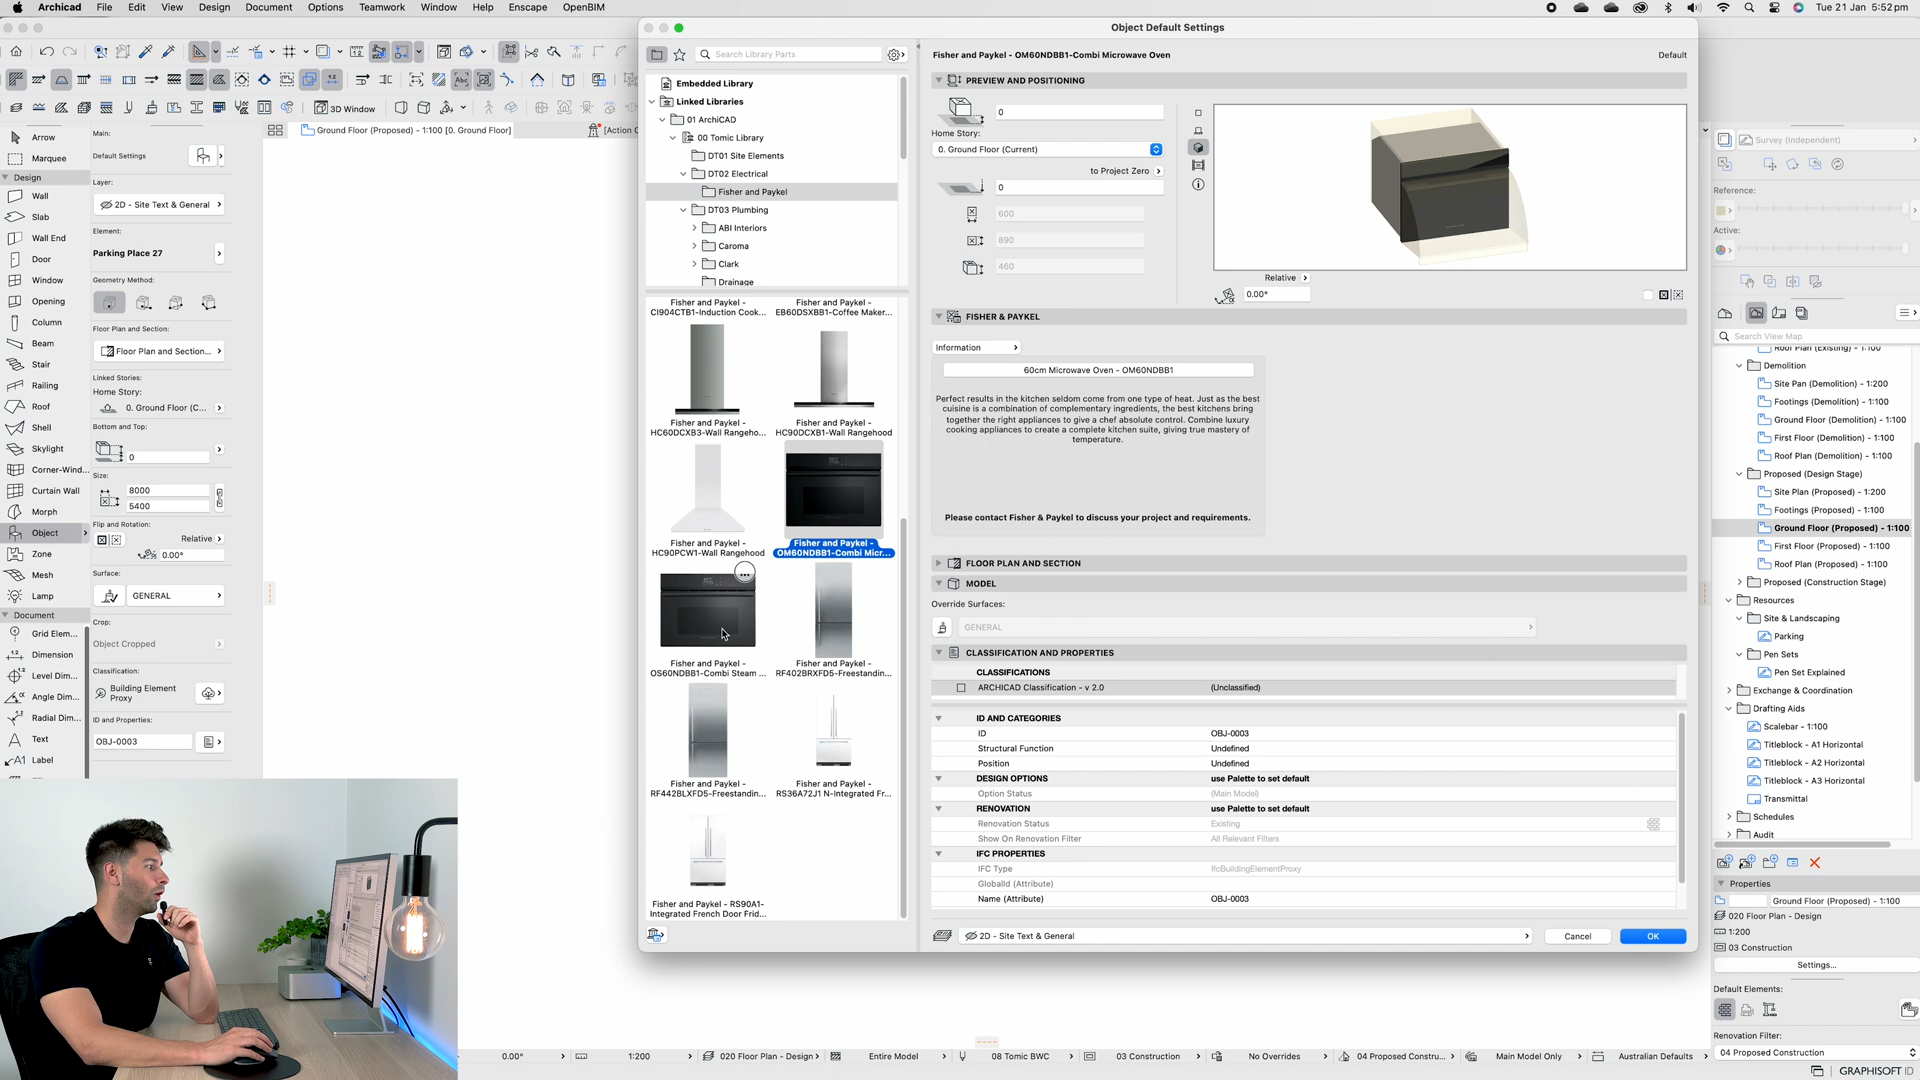 Archicad File Edit View Design Document Options Teamwork Window Help Enscape OpenBIM
Tue 21 Jan 5:52 pm
Object Default Settings
Search Library Parts
Fisher and Paykel - OM60NDBB1-Combi Microwave Oven
Default
Embedded Library
Linked Libraries
01 ArchiCAD
00 Tomic Library
DT01 Site Elements
DT02 Electrical
Fisher and Paykel
DT03 Plumbing
ABI Interiors
Caroma
Clark
Drainage
Fisher and Paykel - CI904CTB1-Induction Cook...
Fisher and Paykel - EB60DSXBB1-Coffee Maker...
Fisher and Paykel - HC60DCXB3-Wall Rangeho...
Fisher and Paykel - HC90DCXB1-Wall Rangehood
Fisher and Paykel - HC90PCW1-Wall Rangehood
Fisher and Paykel - OM60NDBB1-Combi Micr...
Fisher and Paykel - OS60NDBB1-Combi Steam ...
Fisher and Paykel - RF402BRXFD5-Freestandin...
Fisher and Paykel - RF442BLXFD5-Freestandin...
Fisher and Paykel - RS36A72J1 N-Integrated Fr...
Fisher and Paykel - RS90A1-Integrated French Door Frid...
PREVIEW AND POSITIONING
0
Home Story:
0. Ground Floor (Current)
to Project Zero
0
600
890
460
Relative
0.00°
FISHER & PAYKEL
Information
60cm Microwave Oven - OM60NDBB1
Perfect results in the kitchen seldom come from one type of heat. Just as the best
cuisine is a combination of complementary ingredients, the best kitchens bring
together the right appliances to give a chef absolute control. Combine luxury
cooking appliances to create a complete kitchen suite, giving true mastery of
temperature.
Please contact Fisher & Paykel to discuss your project and requirements.
FLOOR PLAN AND SECTION
MODEL
Override Surfaces:
GENERAL
CLASSIFICATION AND PROPERTIES
CLASSIFICATIONS
ARCHICAD Classification - v 2.0 (Unclassified)
ID AND CATEGORIES
ID OBJ-0003
Structural Function Undefined
Position Undefined
DESIGN OPTIONS use Palette to set default
Option Status (Main Model)
RENOVATION use Palette to set default
Renovation Status Existing
Show On Renovation Filter All Relevant Filters
IFC PROPERTIES
IFC Type IfcBuildingElementProxy
GlobalId (Attribute)
Name (Attribute) OBJ-0003
2D - Site Text & General
Cancel
OK
3D Window
Ground Floor (Proposed) - 1:100 [0. Ground Floor]
[Action C
Arrow
Marquee
Design
Wall
Slab
Wall End
Door
Window
Opening
Column
Beam
Stair
Railing
Roof
Shell
Skylight
Corner-Wind...
Curtain Wall
Morph
Object
Zone
Mesh
Lamp
Document
Grid Elem...
Dimension
Level Dim...
Angle Dim...
Radial Dim...
Text
Label
Main:
Default Settings
Layer:
2D - Site Text & General
Element:
Parking Place 27
Geometry Method:
Floor Plan and Section:
Floor Plan and Section...
Linked Stories:
Home Story:
0. Ground Floor (C...
Bottom and Top:
0
Size:
8000
5400
Flip and Rotation:
Relative
0.00°
Surface:
GENERAL
Crop:
Object Cropped
Classification:
Building Element Proxy
ID and Properties:
OBJ-0003
Survey (Independent)
Reference:
Active:
Search View Map
Roof Plan (Existing) - 1:100
Demolition
Site Pan (Demolition) - 1:200
Footings (Demolition) - 1:100
Ground Floor (Demolition) - 1:100
First Floor (Demolition) - 1:100
Roof Plan (Demolition) - 1:100
Proposed (Design Stage)
Site Plan (Proposed) - 1:200
Footings (Proposed) - 1:100
Ground Floor (Proposed) - 1:100
First Floor (Proposed) - 1:100
Roof Plan (Proposed) - 1:100
Proposed (Construction Stage)
Resources
Site & Landscaping
Parking
Pen Sets
Pen Set Explained
Exchange & Coordination
Drafting Aids
Scalebar - 1:100
Titleblock - A1 Horizontal
Titleblock - A2 Horizontal
Titleblock - A3 Horizontal
Transmittal
Schedules
Audit
Properties
Ground Floor (Proposed) - 1:100
020 Floor Plan - Design
1:200
03 Construction
Settings...
Default Elements:
Renovation Filter:
04 Proposed Construction
0.00° 1:200 020 Floor Plan - Design Entire Model 08 Tomic BWC 03 Construction No Overrides 04 Proposed Constru... Main Model Only Australian Defaults
GRAPHISOFT ID